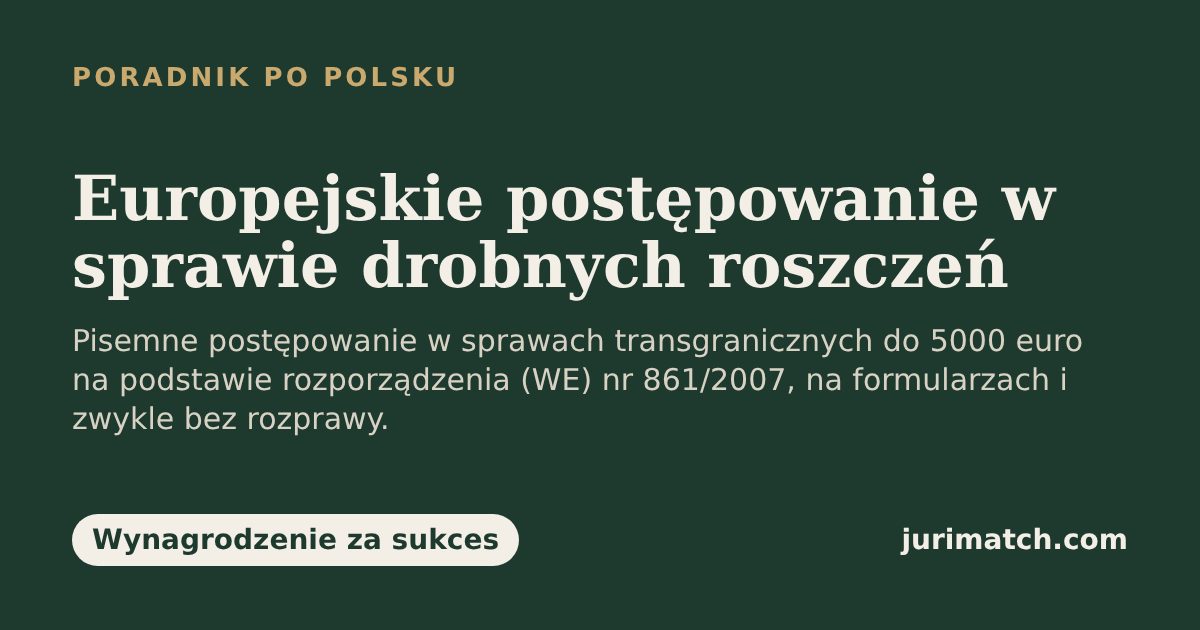 PORADNIK PO POLSKU
Europejskie postępowanie w
sprawie drobnych roszczeń
Pisemne postępowanie w sprawach transgranicznych do 5000 euro
na podstawie rozporządzenia (WE) nr 861/2007, na formularzach i
zwykle bez rozprawy.
Wynagrodzenie za sukces
jurimatch.com